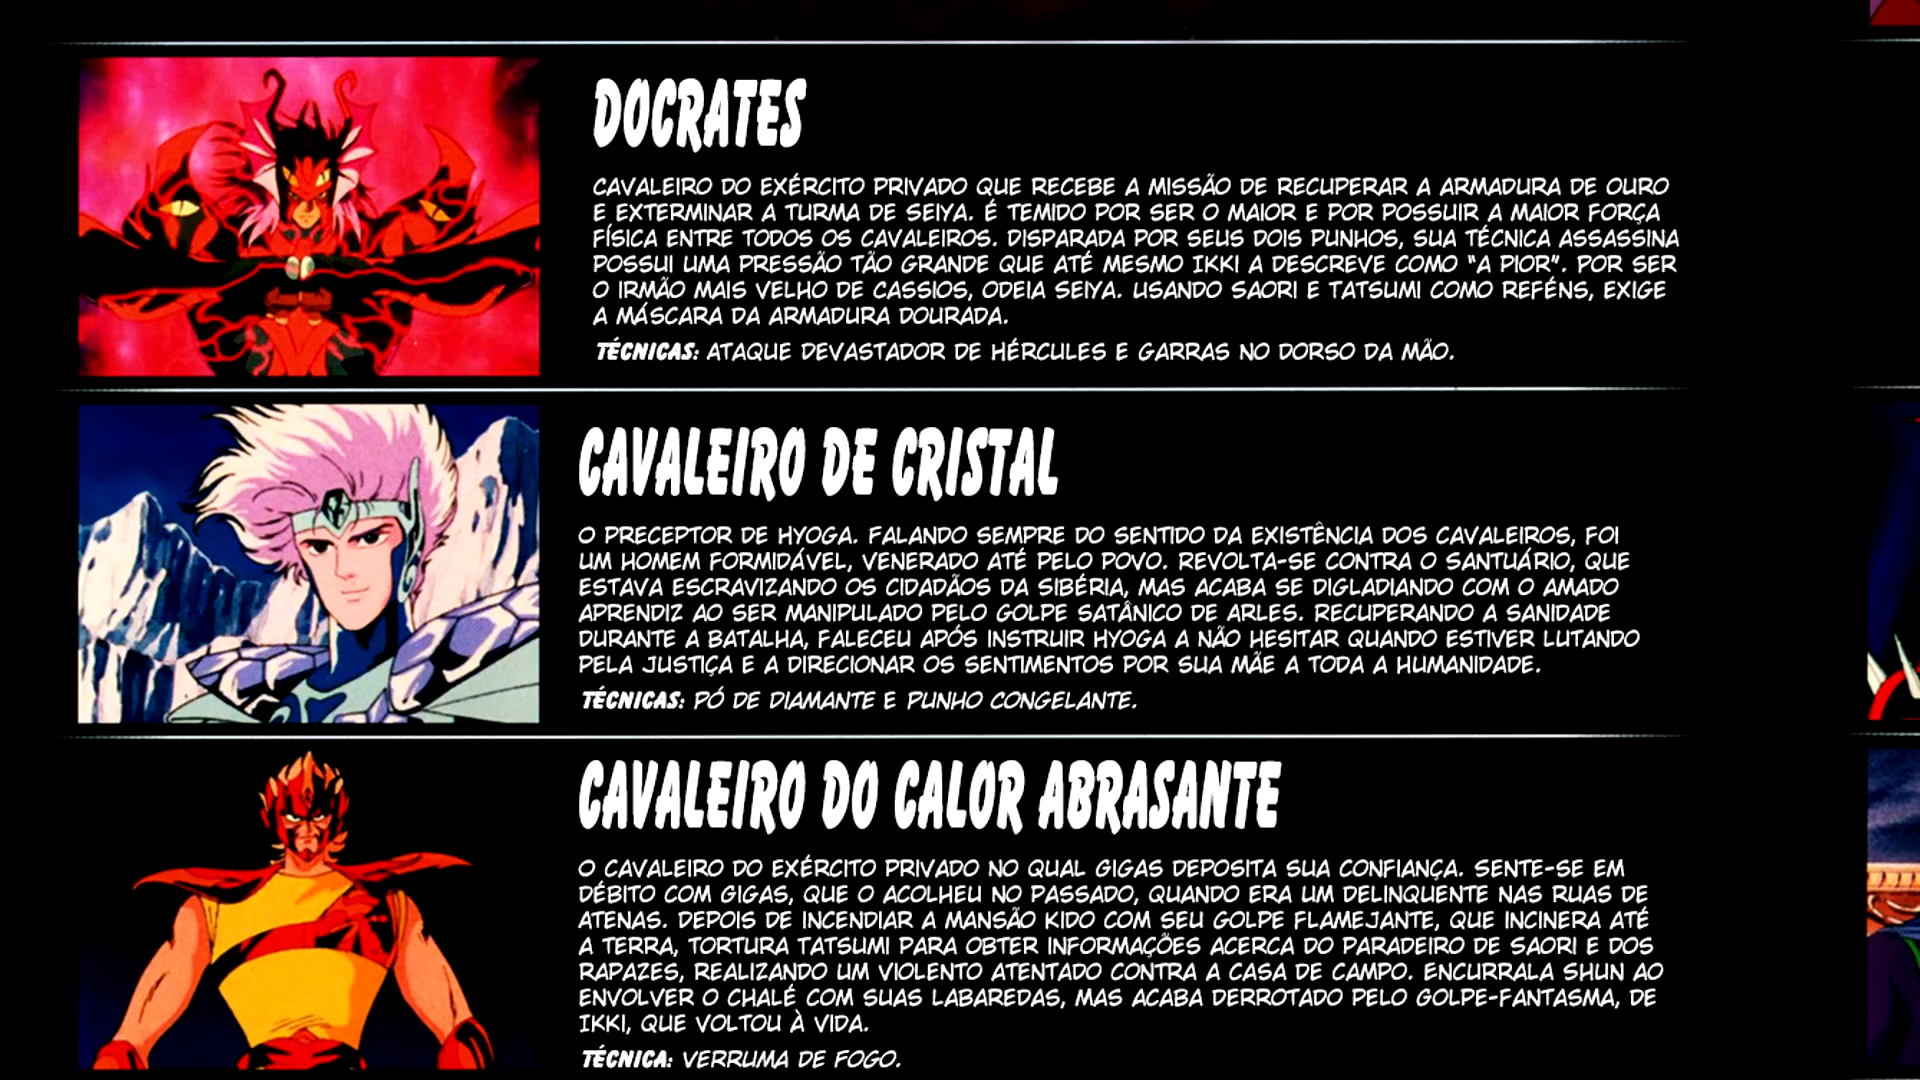 DOCRATES
CAVALEIRO DO EXÉRCITO PRIVADO QUE RECEBE A MISSÃO DE RECUPERAR A ARMADURA DE OURO
E EXTERMINAR A TURMA DE SEIYA. É TEMIDO POR SER O MAIOR E POR POSSUIR A MAIOR FORÇA
FÍSICA ENTRE TODOS OS CAVALEIROS. DISPARADA POR SEUS DOIS PUNHOS, SUA TÉCNICA ASSASSINA
POSSUI UMA PRESSÃO TÃO GRANDE QUE ATÉ MESMO IKKI A DESCREVE COMO "A PIOR". POR SER
O IRMÃO MAIS VELHO DE CASSIOS, ODEIA SEIYA. USANDO SAORI E TATSUMI COMO REFÉNS, EXIGE
A MÁSCARA DA ARMADURA DOURADA.
TÉCNICAS: ATAQUE DEVASTADOR DE HÉRCULES E GARRAS NO DORSO DA MÃO.
CAVALEIRO DE CRISTAL
O PRECEPTOR DE HYOGA. FALANDO SEMPRE DO SENTIDO DA EXISTÊNCIA DOS CAVALEIROS, FOI
UM HOMEM FORMIDÁVEL, VENERADO ATÉ PELO POVO. REVOLTA-SE CONTRA O SANTUÁRIO, QUE
ESTAVA ESCRAVIZANDO OS CIDADÃOS DA SIBÉRIA, MAS ACABA SE DIGLADIANDO COM O AMADO
APRENDIZ AO SER MANIPULADO PELO GOLPE SATÂNICO DE ARLES. RECUPERANDO A SANIDADE
DURANTE A BATALHA, FALECEU APÓS INSTRUIR HYOGA A NÃO HESITAR QUANDO ESTIVER LUTANDO
PELA JUSTIÇA E A DIRECIONAR OS SENTIMENTOS POR SUA MÃE A TODA A HUMANIDADE.
TÉCNICAS: PÓ DE DIAMANTE E PUNHO CONGELANTE.
CAVALEIRO DO CALOR ABRASANTE
O CAVALEIRO DO EXÉRCITO PRIVADO NO QUAL GIGAS DEPOSITA SUA CONFIANÇA. SENTE-SE EM
DÉBITO COM GIGAS, QUE O ACOLHEU NO PASSADO, QUANDO ERA UM DELINQUENTE NAS RUAS DE
ATENAS. DEPOIS DE INCENDIAR A MANSÃO KIDO COM SEU GOLPE FLAMEJANTE, QUE INCINERA ATÉ
A TERRA, TORTURA TATSUMI PARA OBTER INFORMAÇÕES ACERCA DO PARADEIRO DE SAORI E DOS
RAPAZES, REALIZANDO UM VIOLENTO ATENTADO CONTRA A CASA DE CAMPO. ENCURRALA SHUN AO
ENVOLVER O CHALÉ COM SUAS LABAREDAS, MAS ACABA DERROTADO PELO GOLPE-FANTASMA, DE
IKKI, QUE VOLTOU À VIDA.
TÉCNICA: VERRUMA DE FOGO.